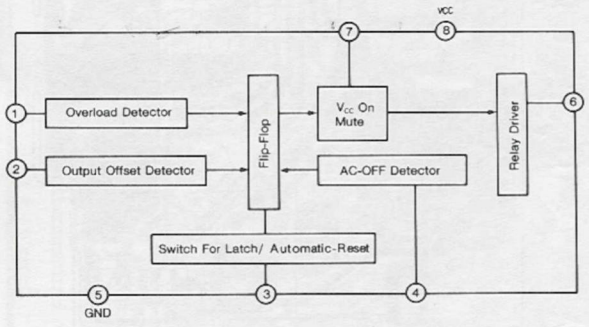 VCC
7
8
1
Overload Detector
Flip-Flop
VCC On
Mute
Relay Driver
6
2
Output Offset Detector
AC-OFF Detector
Switch For Latch/ Automatic-Reset
5
3
4
GND